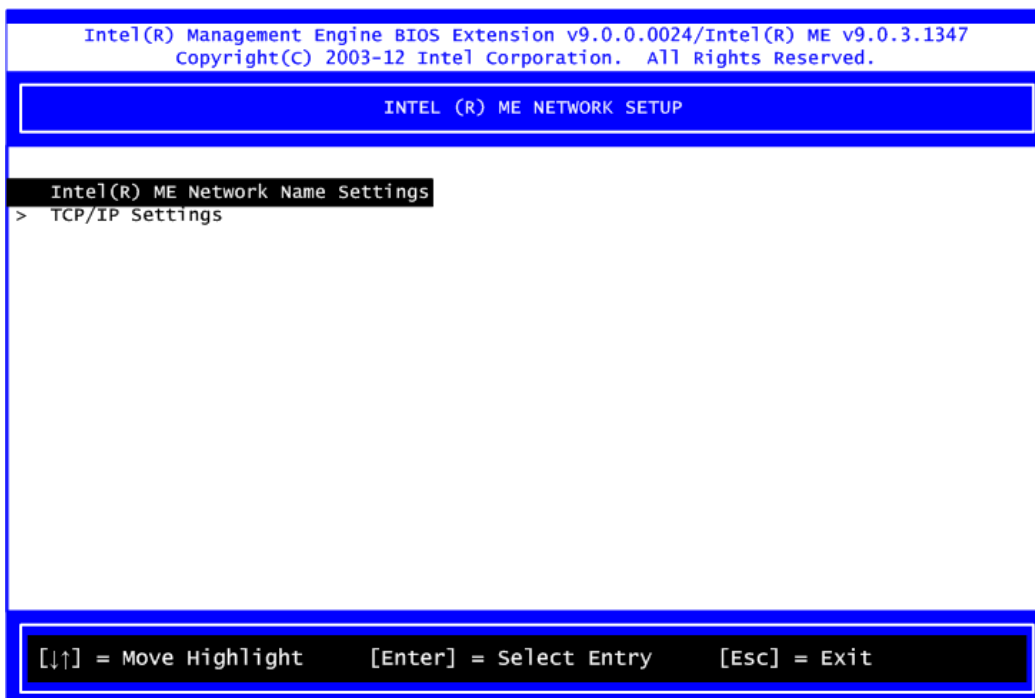 Intel(R) Management Engine BIOS Extension v9.0.0.0024/Intel(R) ME v9.0.3.1347
Copyright(C) 2003-12 Intel Corporation.  All Rights Reserved.
INTEL (R) ME NETWORK SETUP
Intel(R) ME Network Name Settings
>  TCP/IP Settings
[↓↑] = Move Highlight    [Enter] = Select Entry    [Esc] = Exit